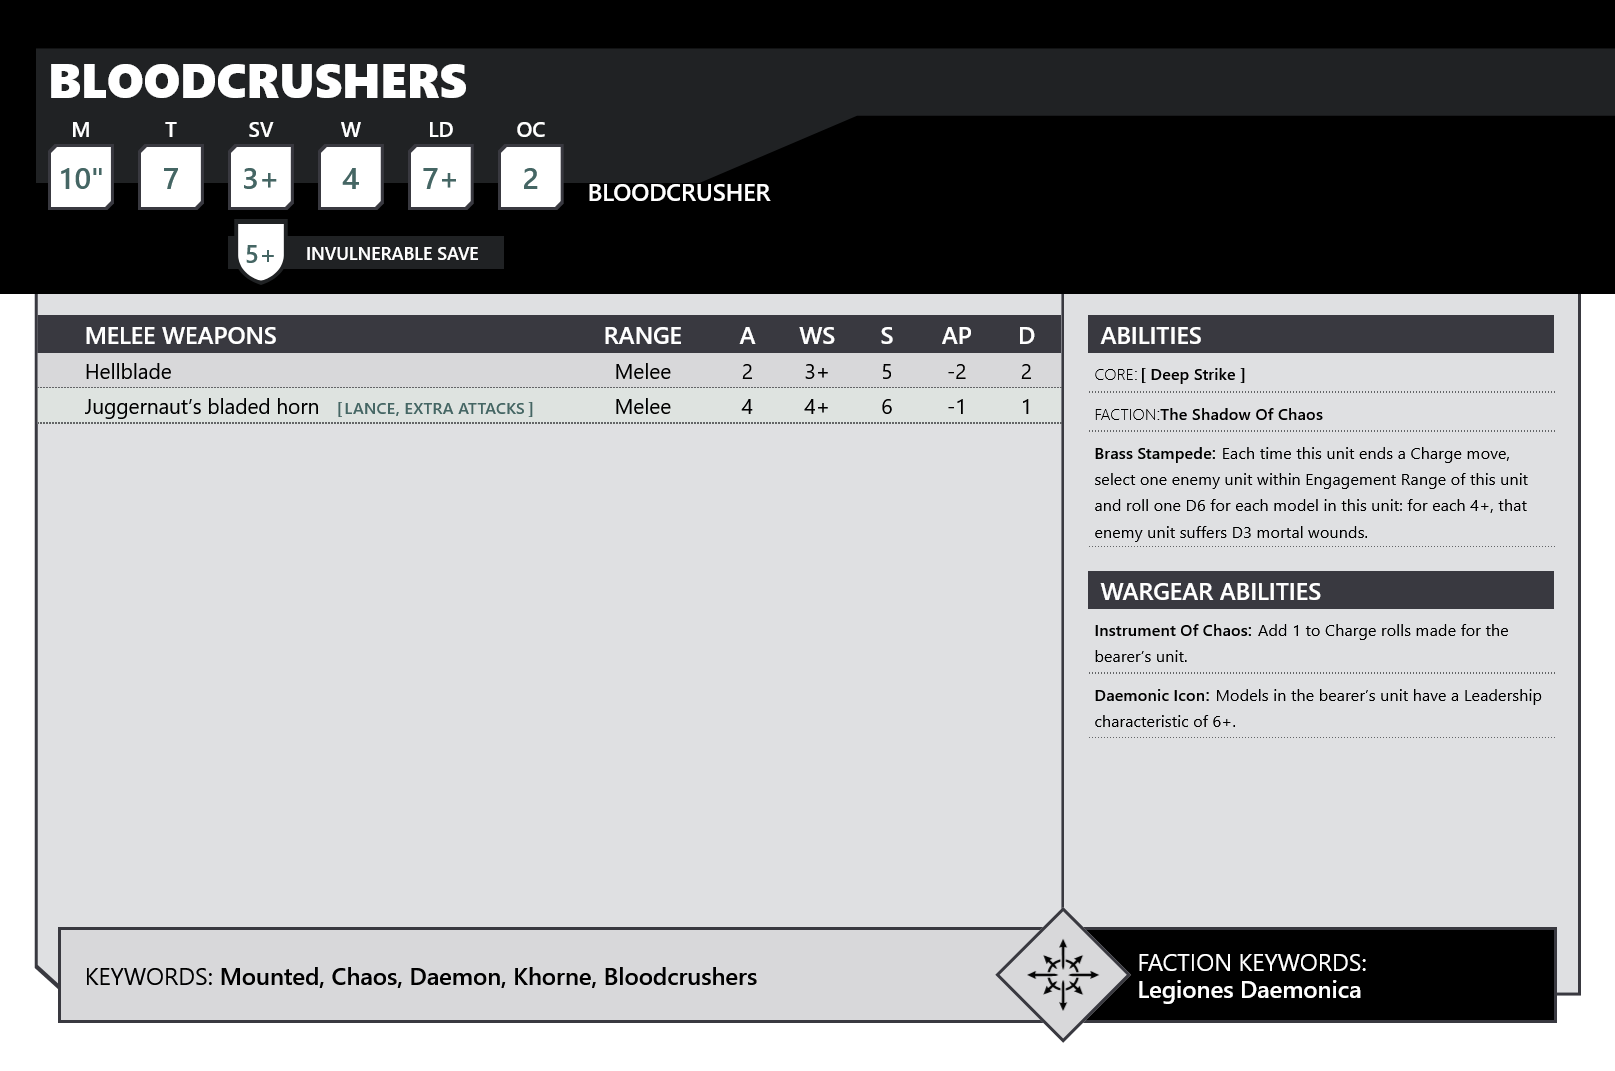 BLOODCRUSHERS
M T SV W LD OC
10" 7 3+ 4 7+ 2 BLOODCRUSHER
5+ INVULNERABLE SAVE
MELEE WEAPONS RANGE A WS S AP D
Hellblade Melee 2 3+ 5 -2 2
Juggernaut’s bladed horn [LANCE, EXTRA ATTACKS ] Melee 4 4+ 6 -1 1
ABILITIES
CORE: [ Deep Strike ]
FACTION:The Shadow Of Chaos
Brass Stampede: Each time this unit ends a Charge move,
select one enemy unit within Engagement Range of this unit
and roll one D6 for each model in this unit: for each 4+, that
enemy unit suffers D3 mortal wounds.
WARGEAR ABILITIES
Instrument Of Chaos: Add 1 to Charge rolls made for the
bearer’s unit.
Daemonic Icon: Models in the bearer’s unit have a Leadership
characteristic of 6+.
KEYWORDS: Mounted, Chaos, Daemon, Khorne, Bloodcrushers
FACTION KEYWORDS:
Legiones Daemonica